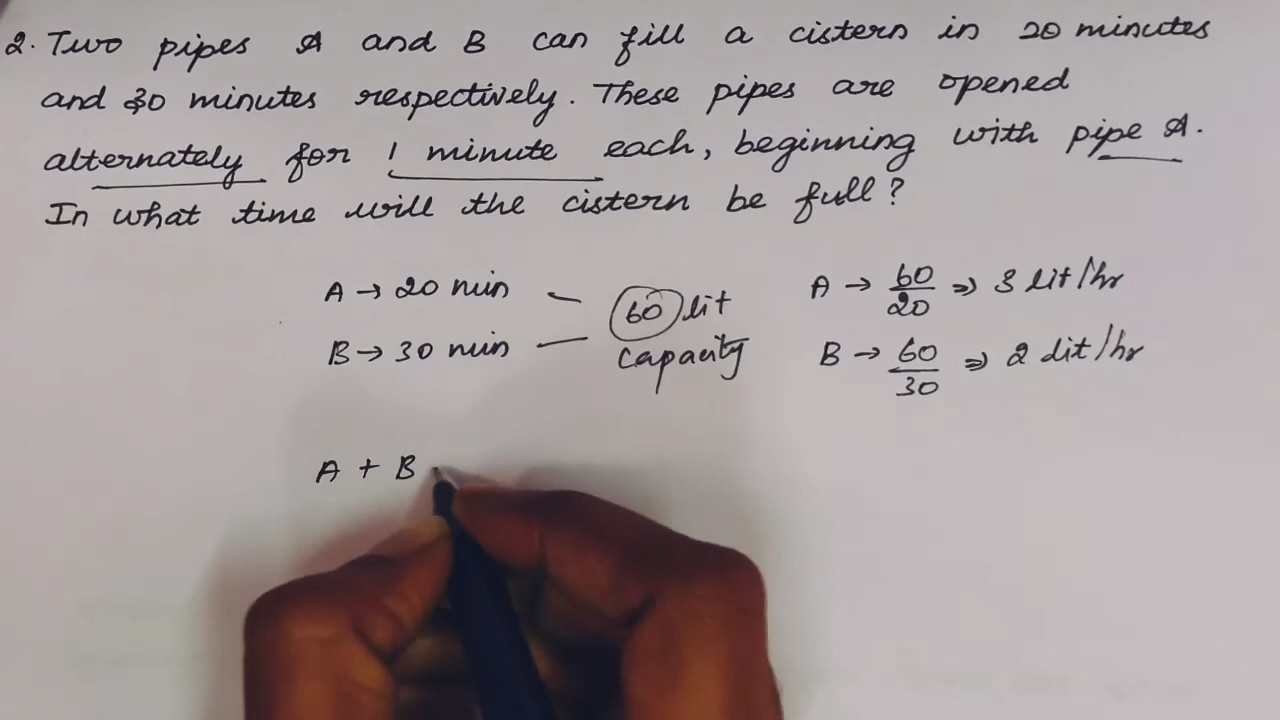 2. Two pipes A and B can fill a cistern in 20 minutes
and 30 minutes respectively. These pipes are opened
alternately for 1 minute each, beginning with pipe A.
In what time will the cistern be full?
A → 20 min
B → 30 min
60 lit
capacity
A → 60/20 ⇒ 3 lit/hr
B → 60/30 ⇒ 2 lit/hr
A + B